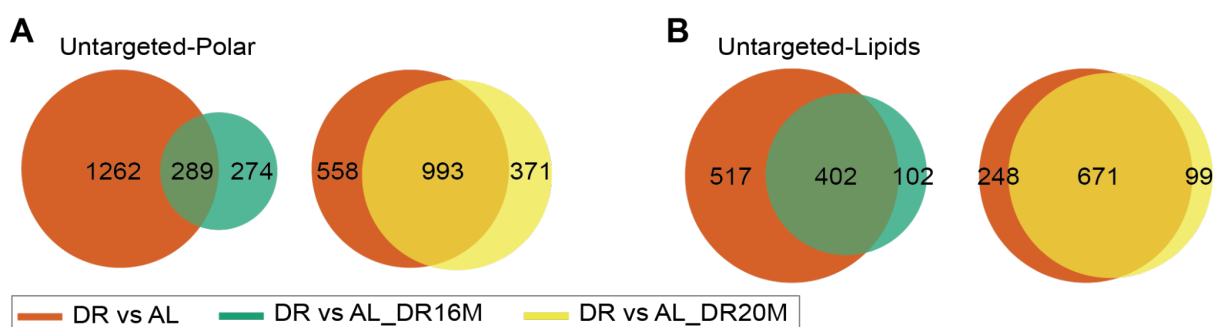 A
Untargeted-Polar
1262 289 274
558 993 371
B
Untargeted-Lipids
517 402 102
248 671 99
DR vs AL DR vs AL_DR16M DR vs AL_DR20M